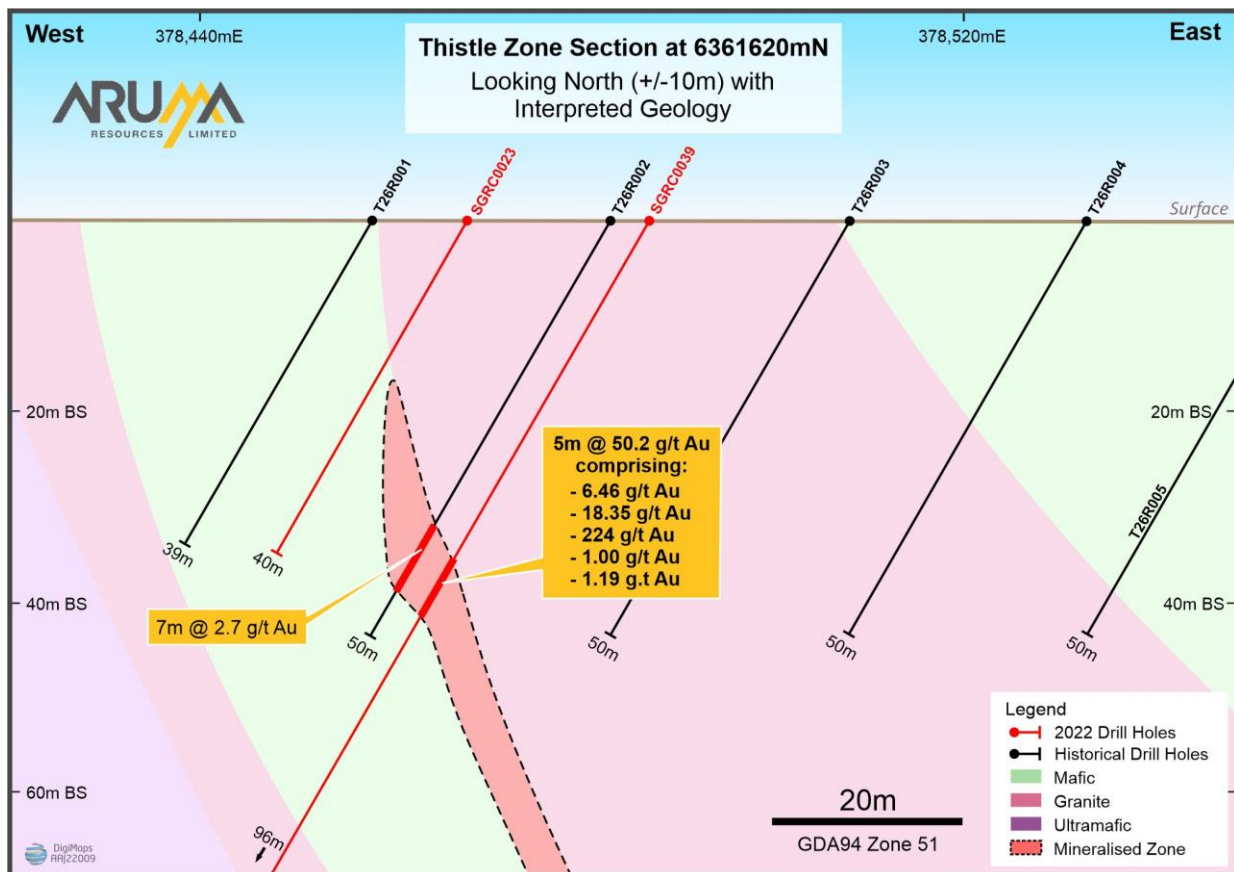 West
378,440mE
Thistle Zone Section at 6361620mN
Looking North (+/-10m) with
Interpreted Geology
378,520mE
East
ARUMA
RESOURCES LIMITED
T26R001
SGRC0023
T26R002
SGRC0039
T26R003
T26R004
Surface
20m BS
20m BS
5m @ 50.2 g/t Au
comprising:
- 6.46 g/t Au
- 18.35 g/t Au
- 224 g/t Au
- 1.00 g/t Au
- 1.19 g.t Au
T26R005
39m
40m
40m BS
40m BS
7m @ 2.7 g/t Au
50m
50m
50m
50m
60m BS
96m
20m
GDA94 Zone 51
Legend
2022 Drill Holes
Historical Drill Holes
Mafic
Granite
Ultramafic
Mineralised Zone
DigiMaps
ARJ22009